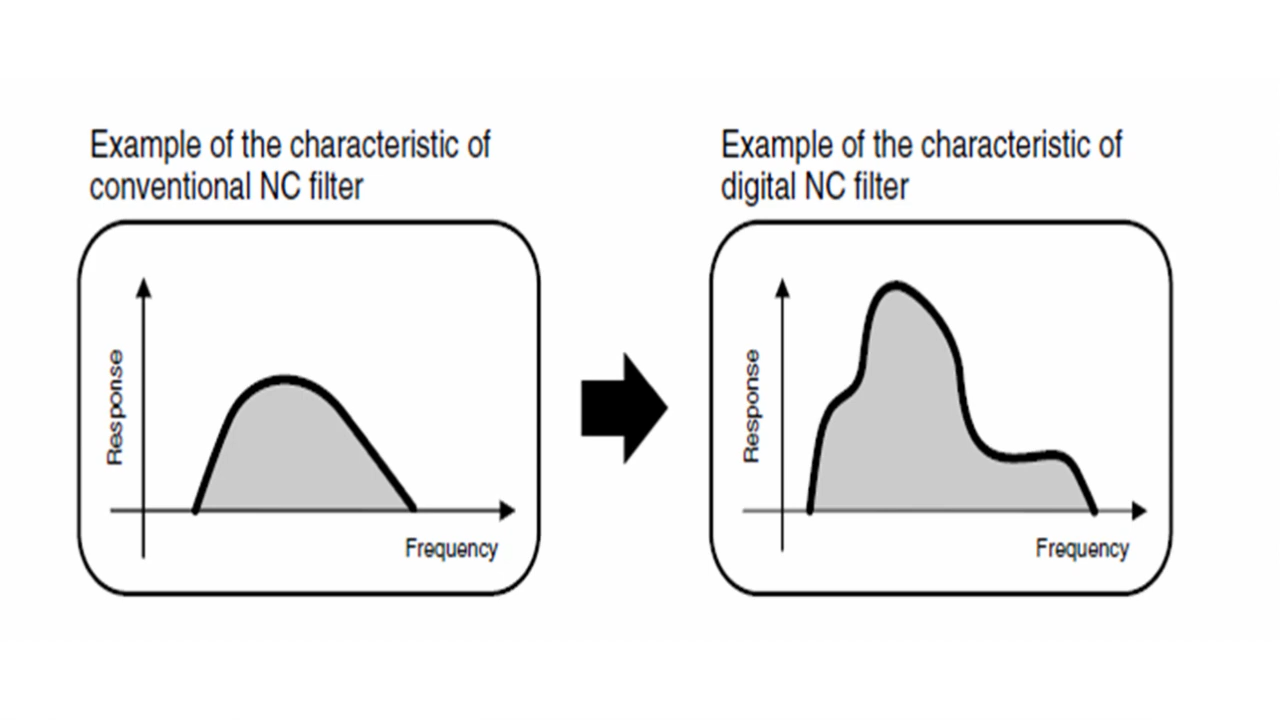 Example of the characteristic of
conventional NC filter
Response
Frequency
Example of the characteristic of
digital NC filter
Response
Frequency